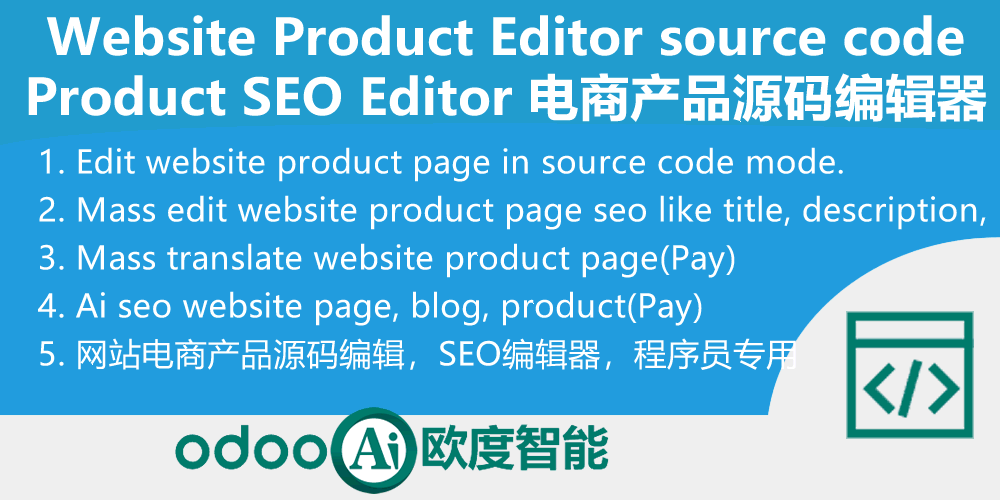 Website Product Editor source code
Product SEO Editor 电商产品源码编辑器
1. Edit website product page in source code mode.
2. Mass edit website product page seo like title, description,
3. Mass translate website product page(Pay)
4. Ai seo website page, blog, product(Pay)
5. 网站电商产品源码编辑，SEO编辑器，程序员专用
</>
odoo Ai 欧度智能